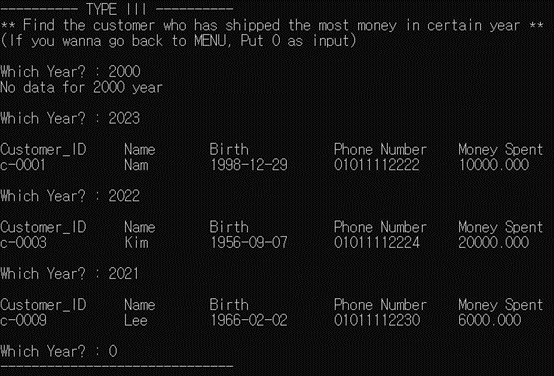 ---------- TYPE III ----------
** Find the customer who has shipped the most money in certain year **
(If you wanna go back to MENU, Put 0 as input)
Which Year? : 2000
No data for 2000 year
Which Year? : 2023
Customer_ID Name Birth Phone Number Money Spent
c-0001 Nam 1998-12-29 01011112222 10000.000
Which Year? : 2022
Customer_ID Name Birth Phone Number Money Spent
c-0003 Kim 1956-09-07 01011112224 20000.000
Which Year? : 2021
Customer_ID Name Birth Phone Number Money Spent
c-0009 Lee 1966-02-02 01011112230 6000.000
Which Year? : 0
------------------------------